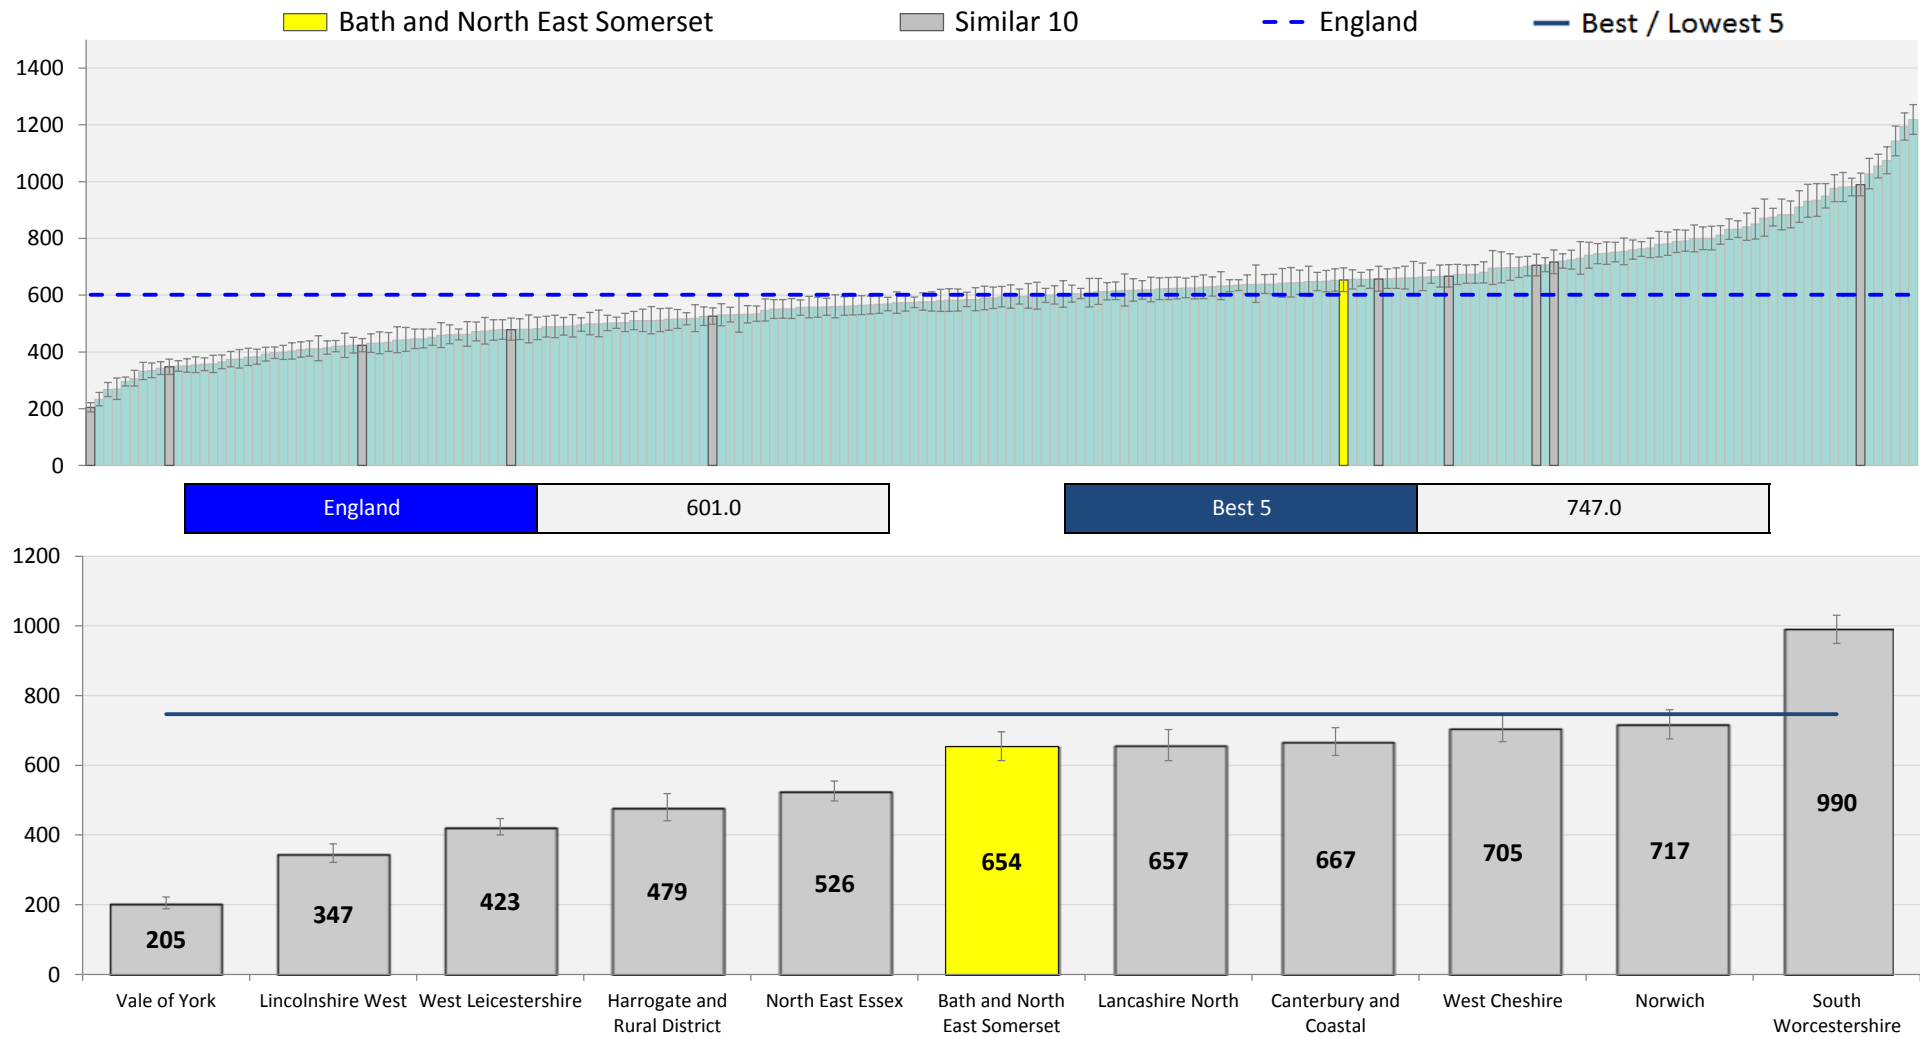 Bath and North East Somerset
Similar 10
England
Best / Lowest 5
1400
1200
1000
800
600
400
200
0
England
601.0
Best 5
747.0
1200
1000
800
600
400
200
0
205
347
423
479
526
654
657
667
705
717
990
Vale of York
Lincolnshire West
West Leicestershire
Harrogate and
Rural District
North East Essex
Bath and North
East Somerset
Lancashire North
Canterbury and
Coastal
West Cheshire
Norwich
South
Worcestershire